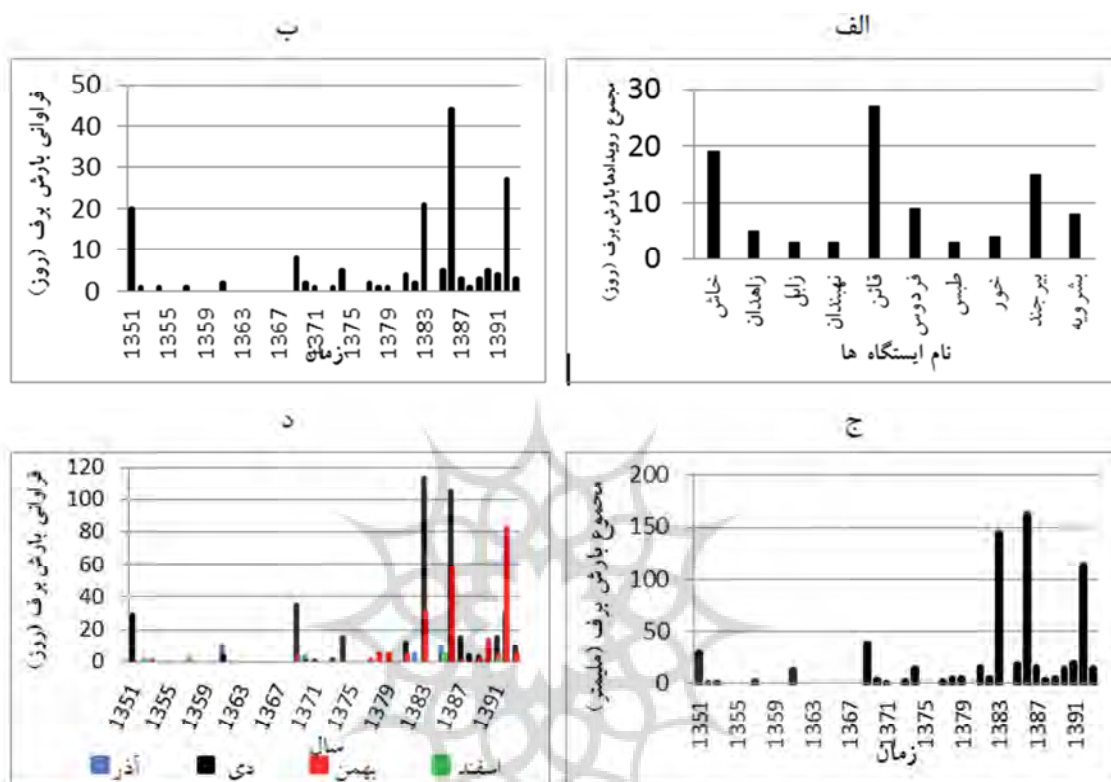 الف
مجموع رویدادها بارش برف (روز)
30
20
10
0
خاش
زاهدان
زابل
نهبندان
قائن
فردوس
طبس
خور
بیرجند
بشرویه
نام ایستگاه ها
ب
فراوانی بارش برف (روز)
50
40
30
20
10
0
1351
1355
1359
1363
1367
1371
1375
1379
1383
1387
1391
زمان
ج
مجموع بارش برف (میلیمتر)
200
150
100
50
0
1351
1355
1359
1363
1367
1371
1375
1379
1383
1387
1391
زمان
د
فراوانی بارش برف (روز)
120
100
80
60
40
20
0
1351
1355
1359
1363
1367
1371
1375
1379
1383
1387
1391
سال
آذر
دی
بهمن
اسفند